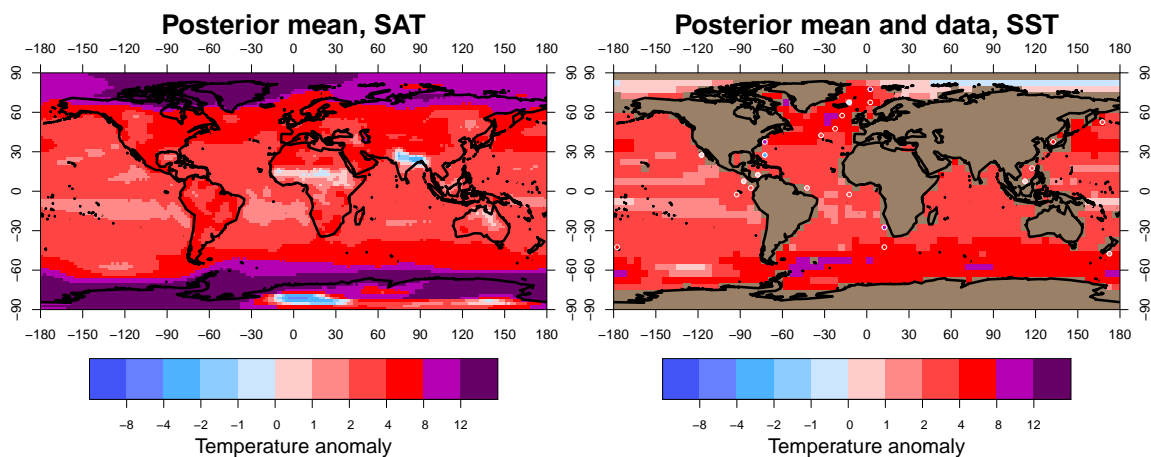 Posterior mean, SAT
−180 −120 −90 −60 −30 0 30 60 90 120 150 180
90 60 30 0 −30 −60 −90
90 60 30 0 −30 −60 −90
−180 −150 −120 −90 −60 −30 0 30 60 90 120 150 180
−8 −4 −2 −1 0 1 2 4 8 12
Temperature anomaly
Posterior mean and data, SST
−180 −120 −90 −60 −30 0 30 60 90 120 150 180
90 60 30 0 −30 −60 −90
90 60 30 0 −30 −60 −90
−180 −150 −120 −90 −60 −30 0 30 60 90 120 150 180
−8 −4 −2 −1 0 1 2 4 8 12
Temperature anomaly